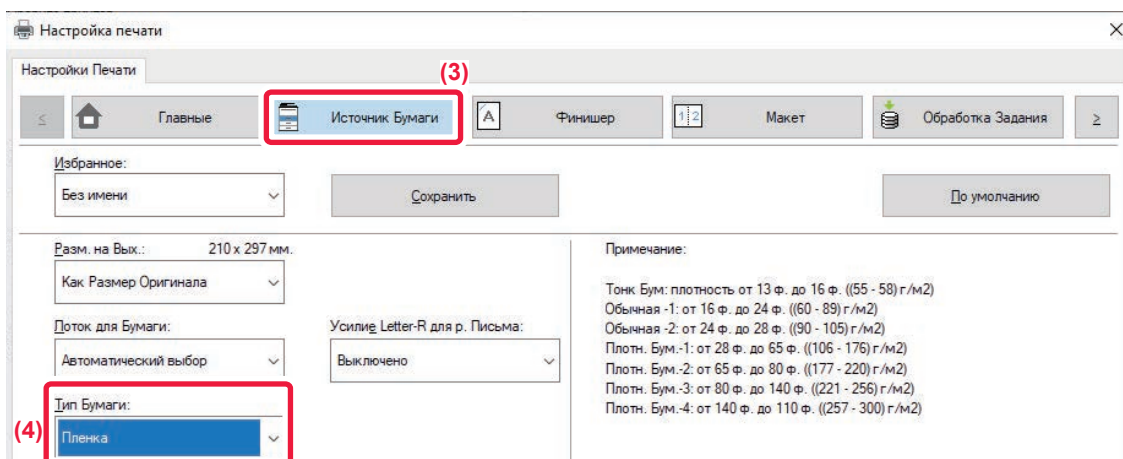 Настройка печати
Настройки Печати
(3)
< Главные Источник Бумаги A Финишер 1 2 Макет Обработка Задания >
Избранное:
Без имени Сохранить По умолчанию
Разм. на Вых.: 210 x 297 мм.
Как Размер Оригинала
Поток для Бумаги: Усилие Letter-R для р. Письма:
Автоматический выбор Выключено
Тип Бумаги:
(4) Пленка
Примечание:
Тонк Бум: плотность от 13 ф. до 16 ф. ((55 - 58) г/м2)
Обычная -1: от 16 ф. до 24 ф. ((60 - 89) г/м2)
Обычная -2: от 24 ф. до 28 ф. ((90 - 105) г/м2)
Плотн. Бум.-1: от 28 ф. до 65 ф. ((106 - 176) г/м2)
Плотн. Бум.-2: от 65 ф. до 80 ф. ((177 - 220) г/м2)
Плотн. Бум.-3: от 80 ф. до 140 ф. ((221 - 256) г/м2)
Плотн. Бум.-4: от 140 ф. до 110 ф. ((257 - 300) г/м2)